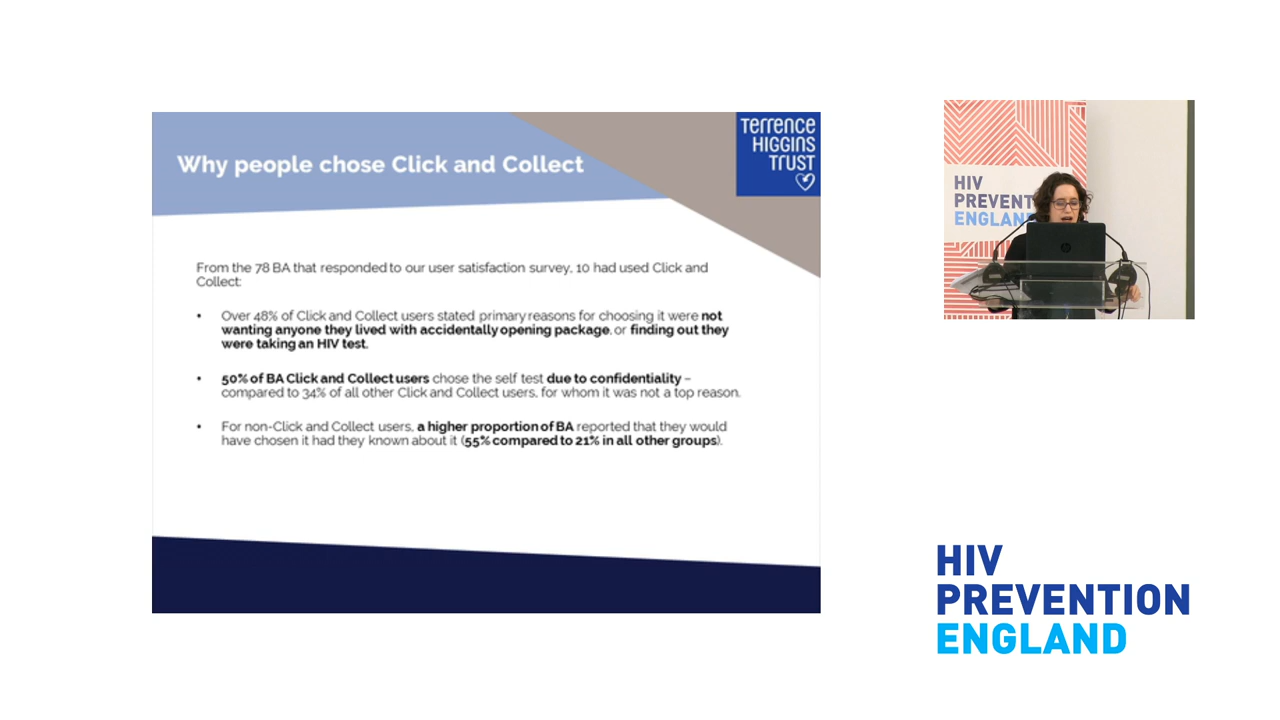 Why people chose Click and Collect
Terrence
HIGGINS
TRUST
From the 78 BA that responded to our user satisfaction survey, 10 had used Click and
Collect:
• Over 48% of Click and Collect users stated primary reasons for choosing it were not
wanting anyone they lived with accidentally opening package, or finding out they
were taking an HIV test.
• 50% of BA Click and Collect users chose the self test due to confidentiality –
compared to 34% of all other Click and Collect users, for whom it was not a top reason.
• For non-Click and Collect users, a higher proportion of BA reported that they would
have chosen it had they known about it (55% compared to 21% in all other groups).
HIV
PREVENT
ENGLAND
HIV
PREVENTION
ENGLAND